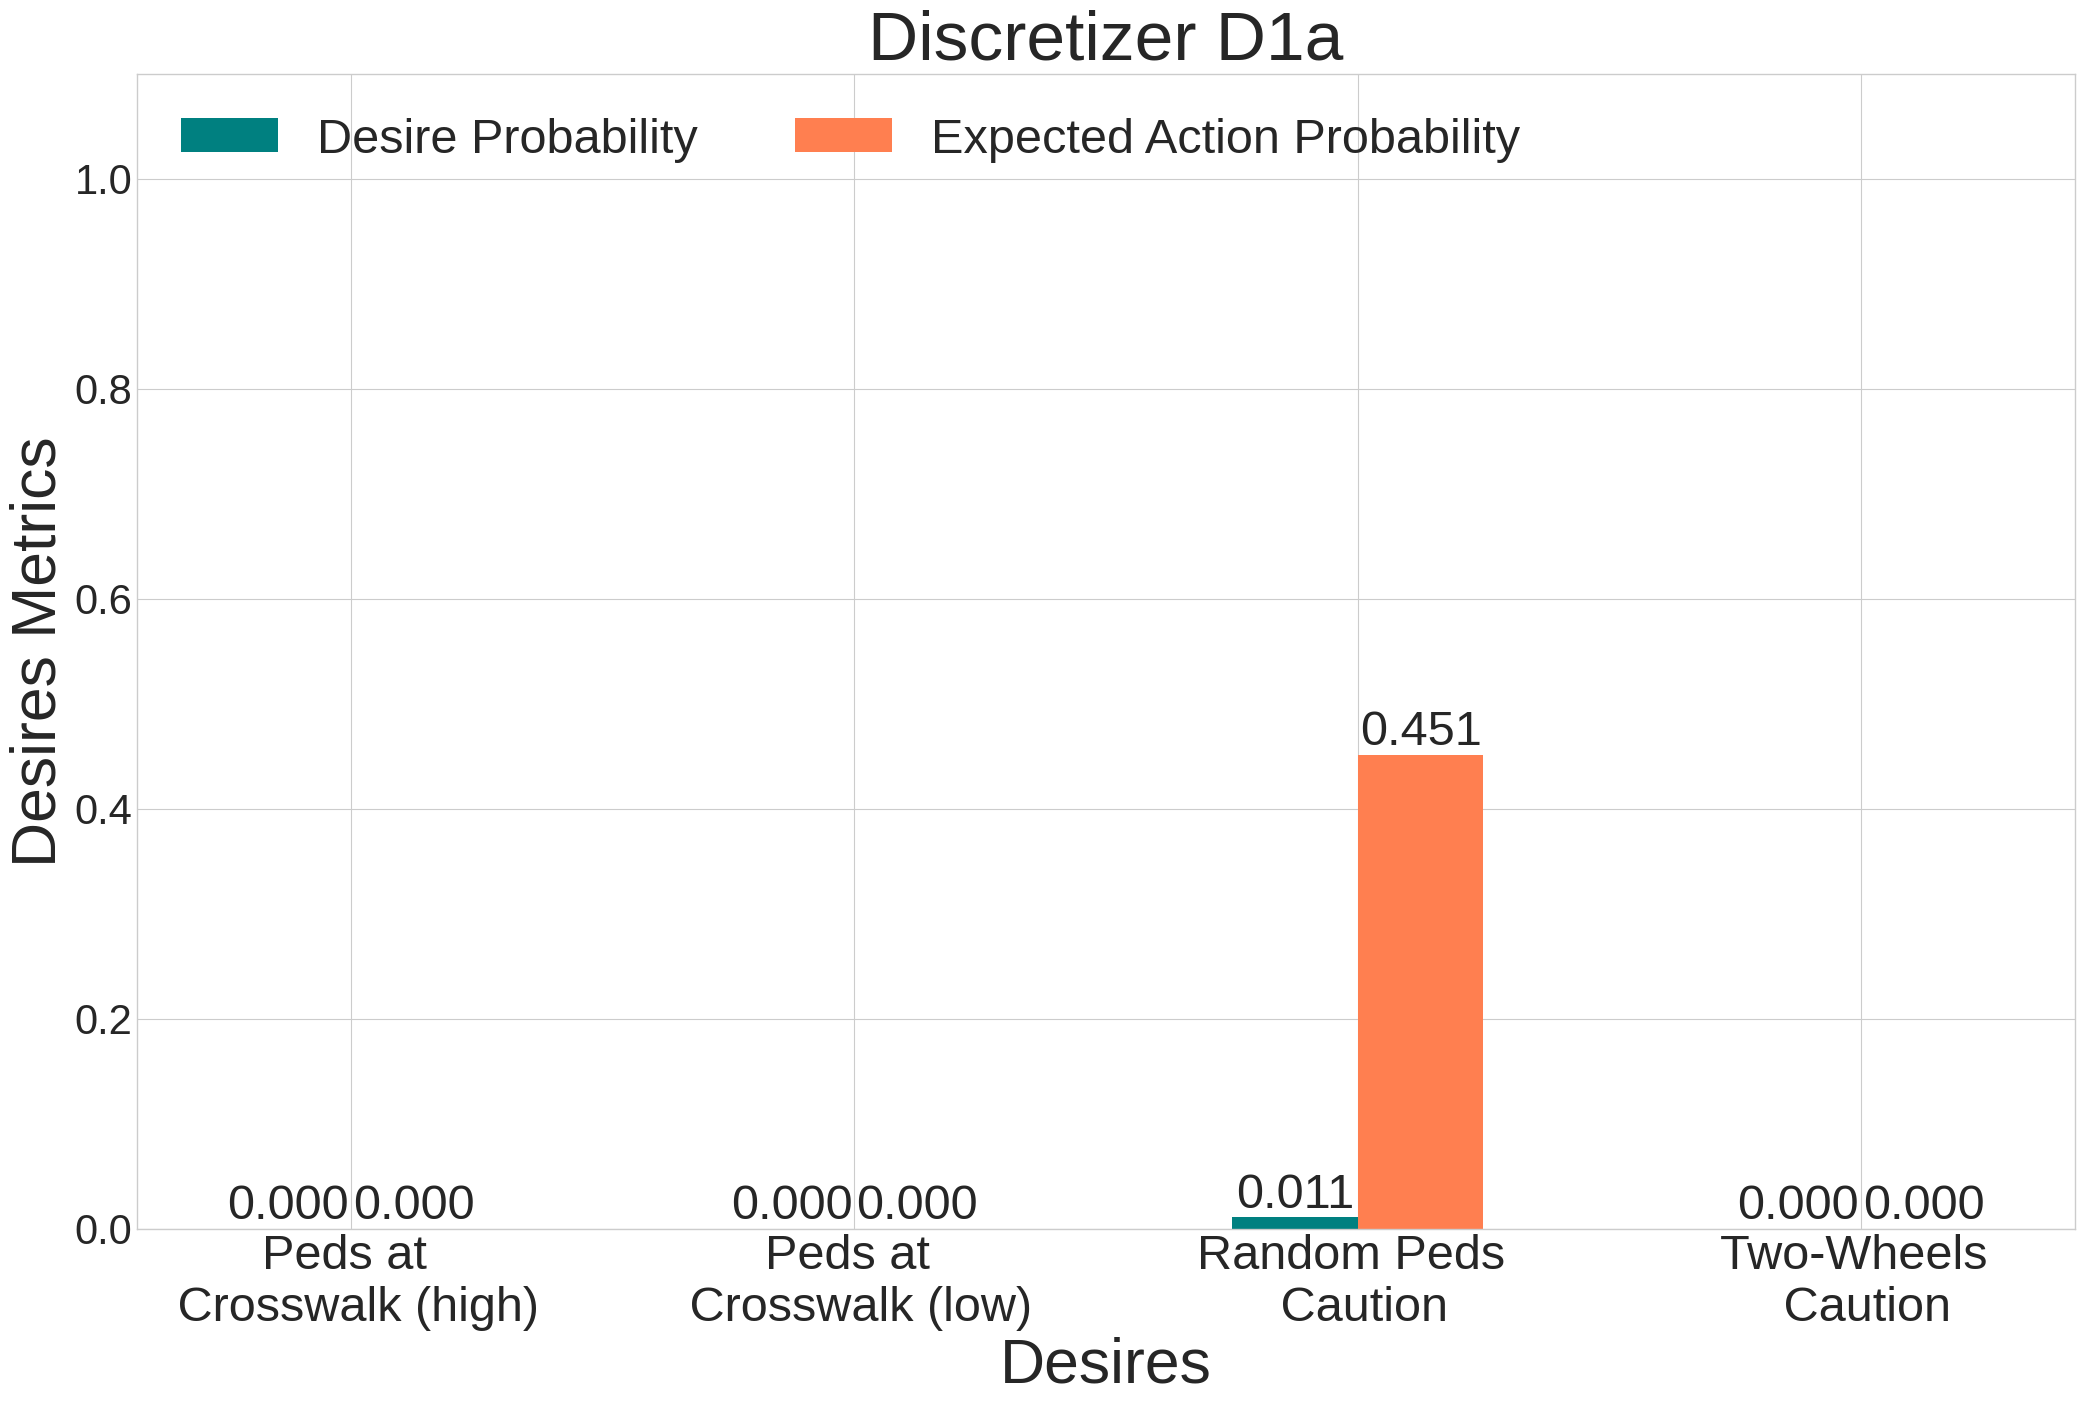 Discretizer D1a
Desire Probability
Expected Action Probability
Desires Metrics
1.0
0.8
0.6
0.4
0.2
0.0
0.000 0.000
0.000 0.000
0.011
0.451
0.000 0.000
Peds at
Crosswalk (high)
Peds at
Crosswalk (low)
Random Peds
Caution
Two-Wheels
Caution
Desires